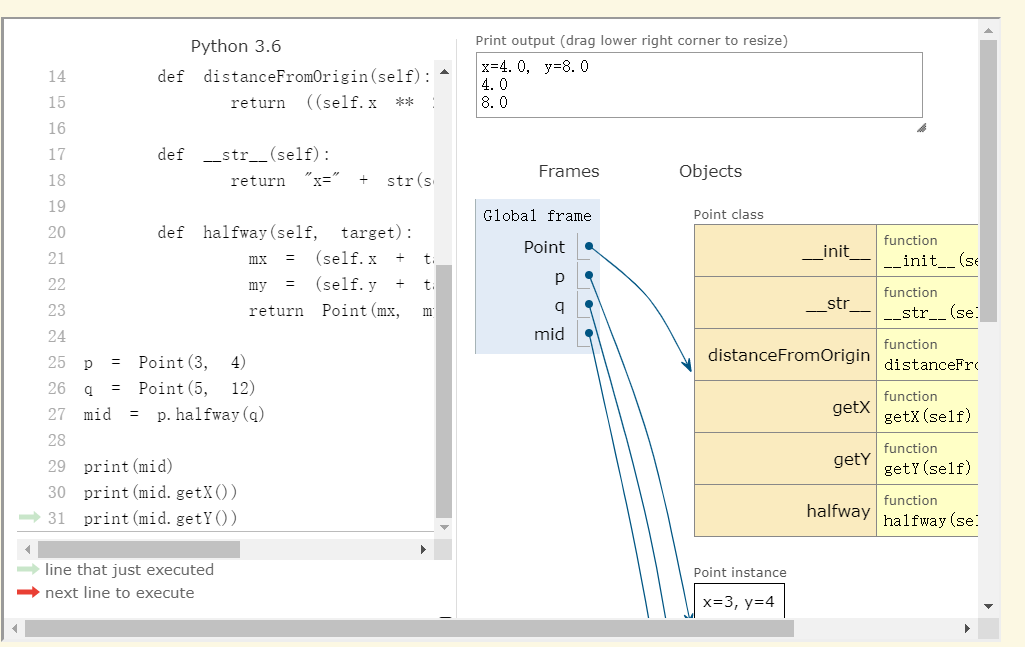 Python 3.6
14 def distanceFromOrigin(self):
15 return ((self.x **
16
17 def __str__(self):
18 return "x=" + str(s
19
20 def halfway(self, target):
21 mx = (self.x + t
22 my = (self.y + t
23 return Point(mx, m
24
25 p = Point(3, 4)
26 q = Point(5, 12)
27 mid = p.halfway(q)
28
29 print(mid)
30 print(mid.getX())
31 print(mid.getY())
line that just executed
next line to execute
Print output (drag lower right corner to resize)
x=4.0, y=8.0
4.0
8.0
Frames Objects
Global frame
Point
p
q
mid
Point class
__init__ function
__init__(se
__str__ function
__str__(sel
distanceFromOrigin function
distanceFro
getX function
getX(self)
getY function
getY(self)
halfway function
halfway(sel
Point instance
x=3, y=4